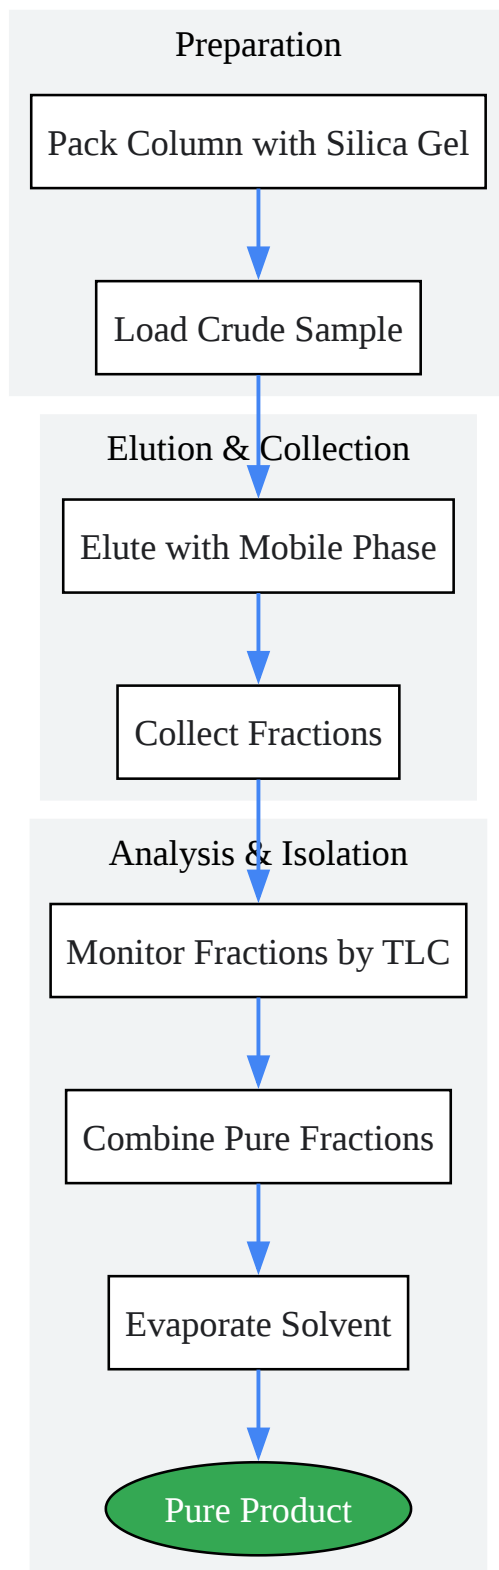 Preparation
Pack Column with Silica Gel
Load Crude Sample
Elution & Collection
Elute with Mobile Phase
Collect Fractions
Analysis & Isolation
Monitor Fractions by TLC
Combine Pure Fractions
Evaporate Solvent
Pure Product